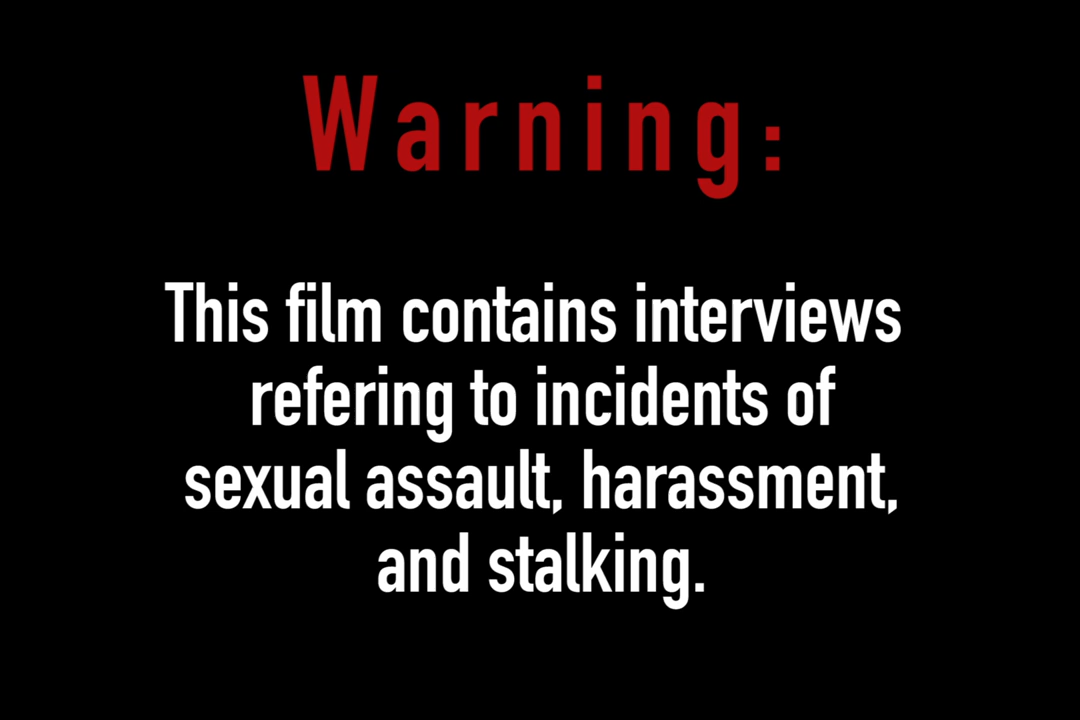 Warning:
This film contains interviews
refering to incidents of
sexual assault, harassment,
and stalking.